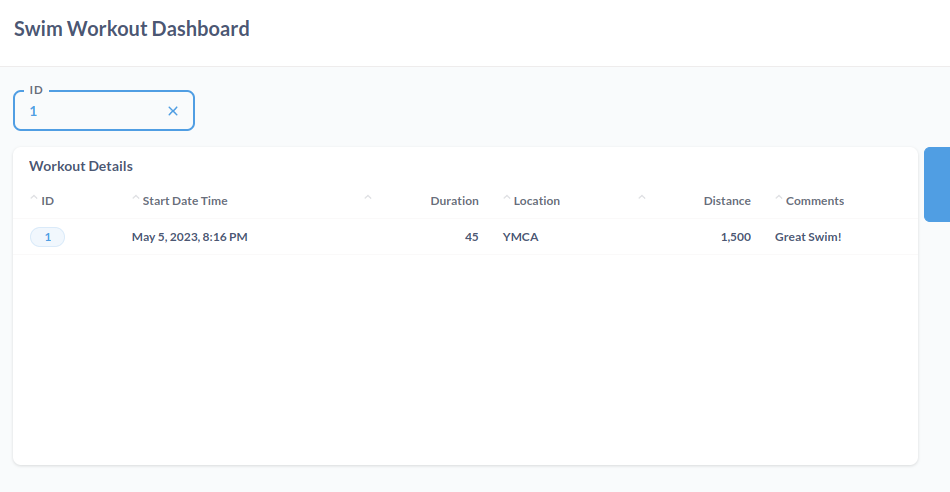 Swim Workout Dashboard
ID
1
Workout Details
ID Start Date Time Duration Location Distance Comments
1 May 5, 2023, 8:16 PM 45 YMCA 1,500 Great Swim!